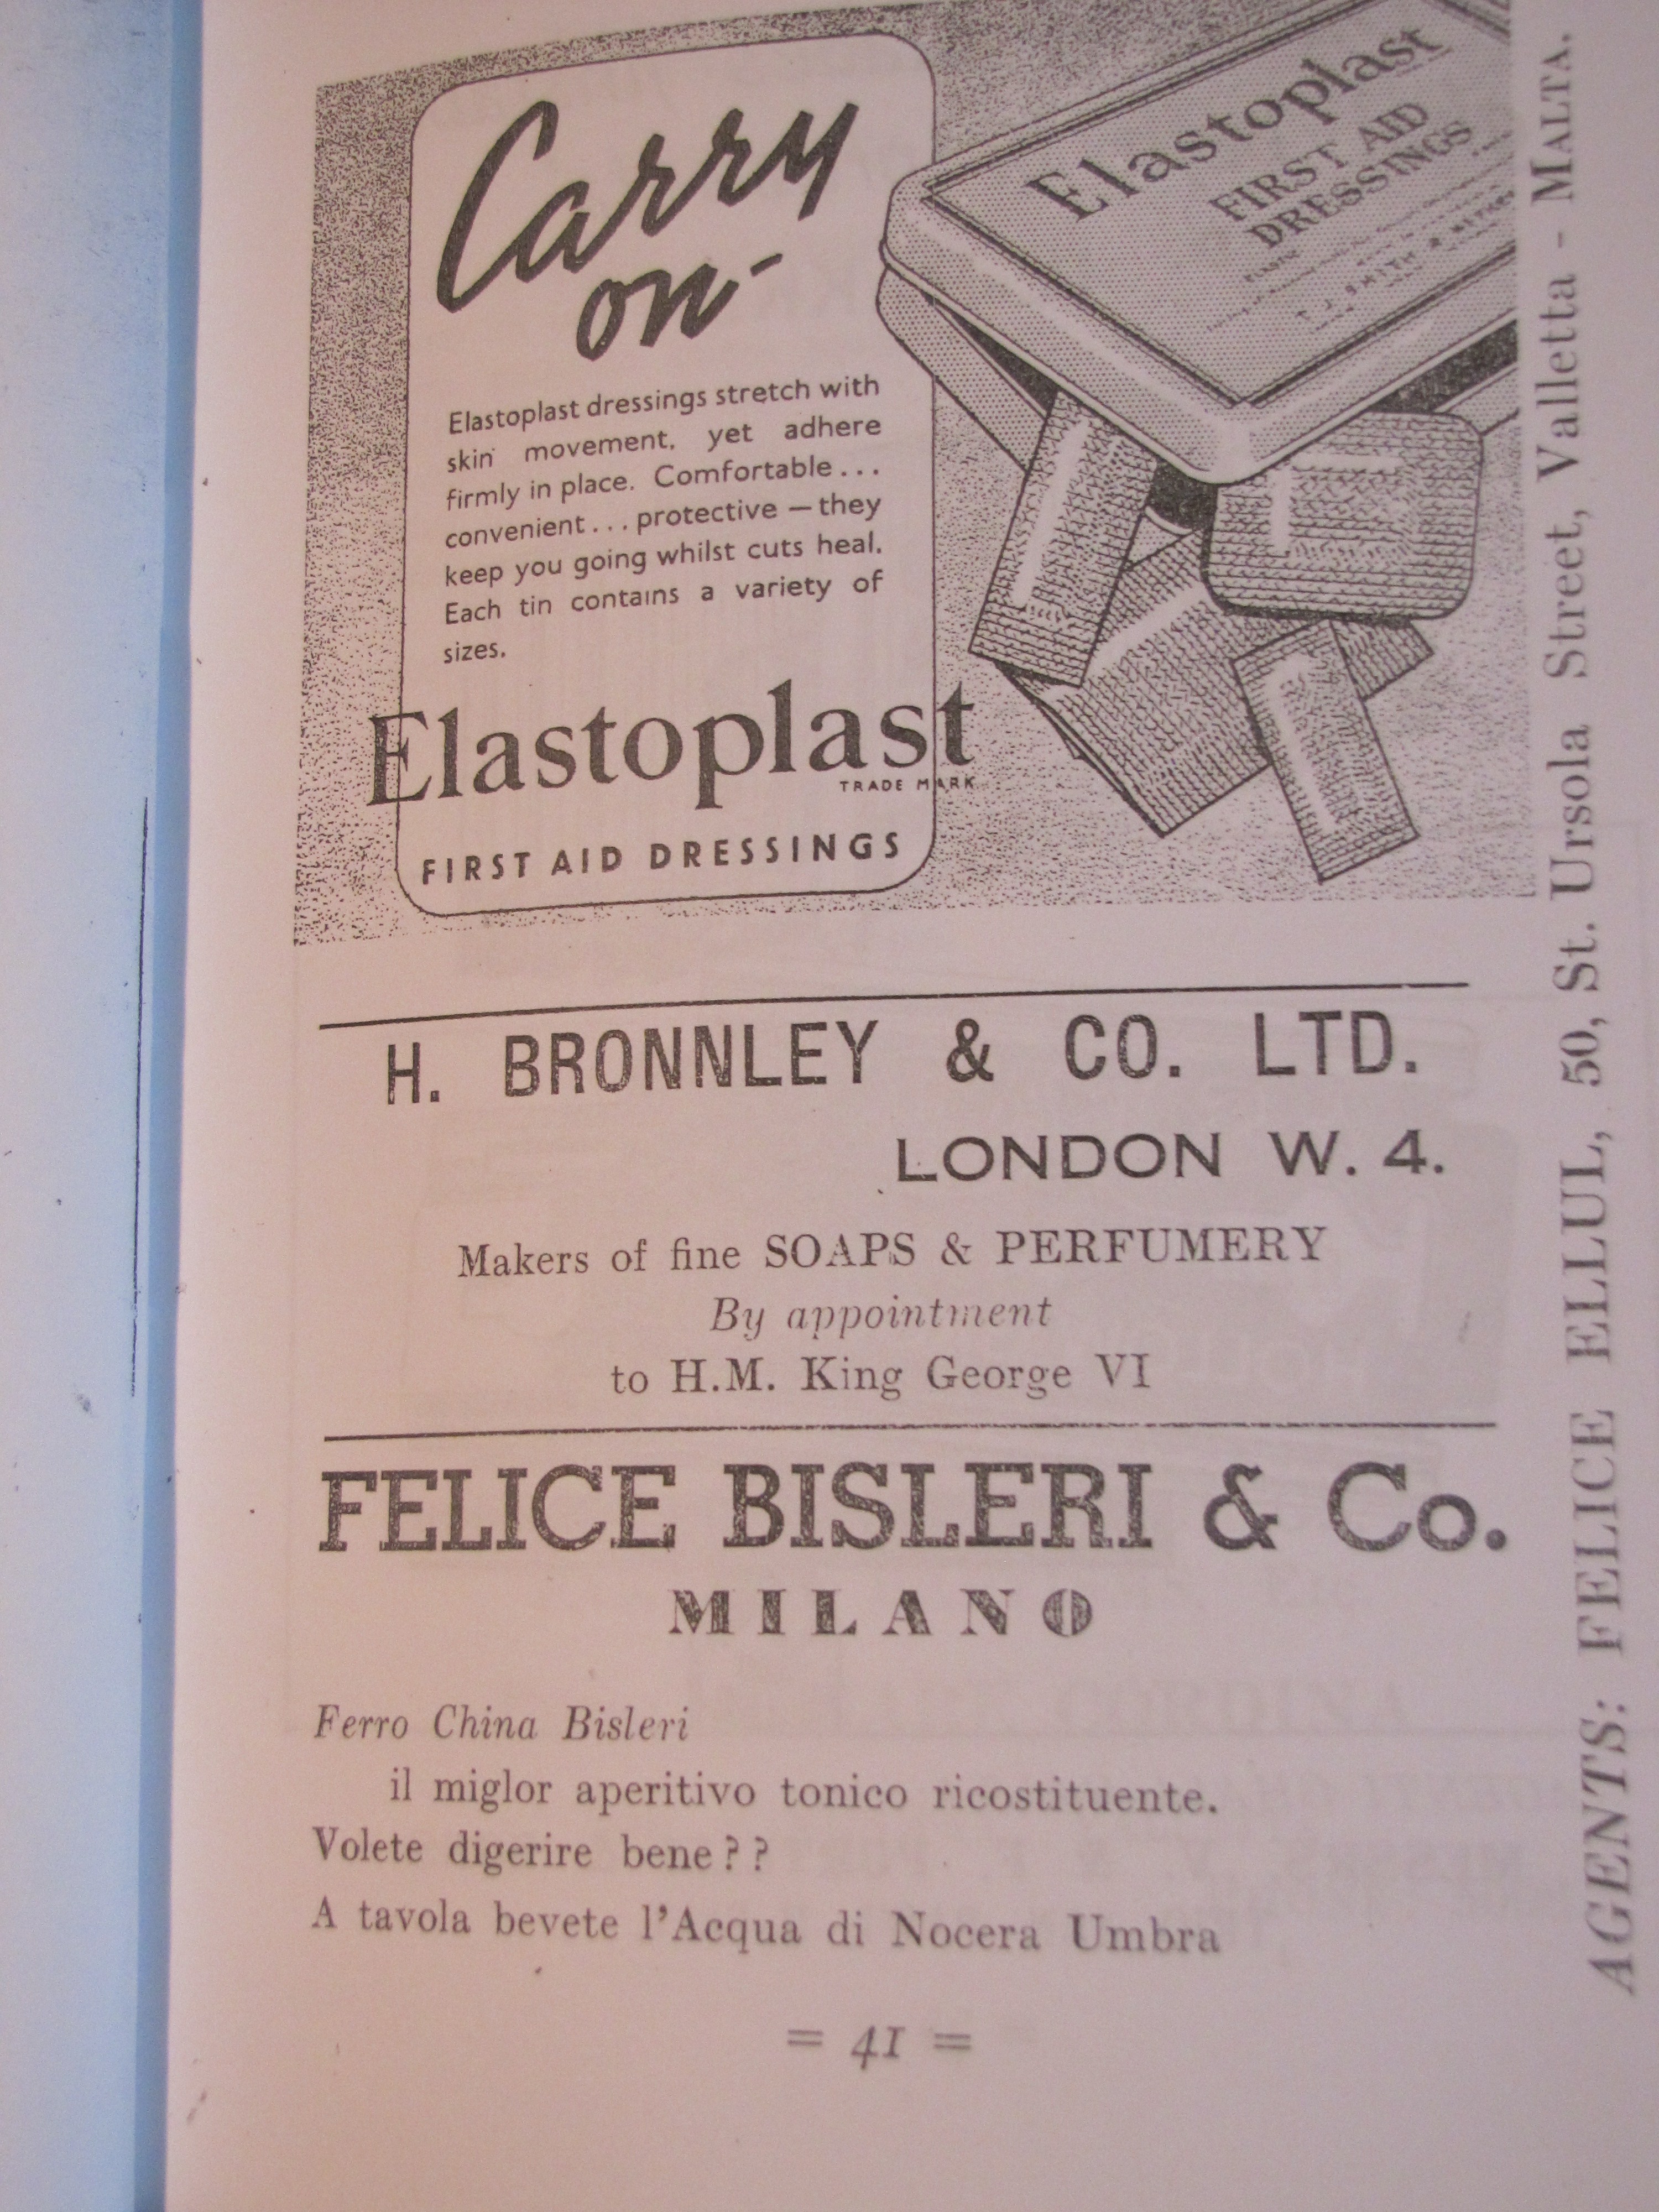 Carry
on-
Elastoplast dressings stretch with
skin movement, yet adhere
firmly in place. Comfortable...
convenient... protective — they
keep you going whilst cuts heal.
Each tin contains a variety of
sizes.
Elastoplast
TRADE MARK
FIRST AID DRESSINGS
Elastoplast
FIRST AID
DRESSINGS
T. J. SMITH & NEPHEW
H. BRONNLEY & CO. LTD.
LONDON W. 4.
Makers of fine SOAPS & PERFUMERY
By appointment
to H.M. King George VI
FELICE BISLERI & Co.
MILANO
Ferro China Bisleri
il miglor aperitivo tonico ricostituente.
Volete digerire bene??
A tavola bevete l'Acqua di Nocera Umbra
= 41 =
AGENTS: FELICE ELLUL, 50, St. Ursola Street, Valletta - MALTA.